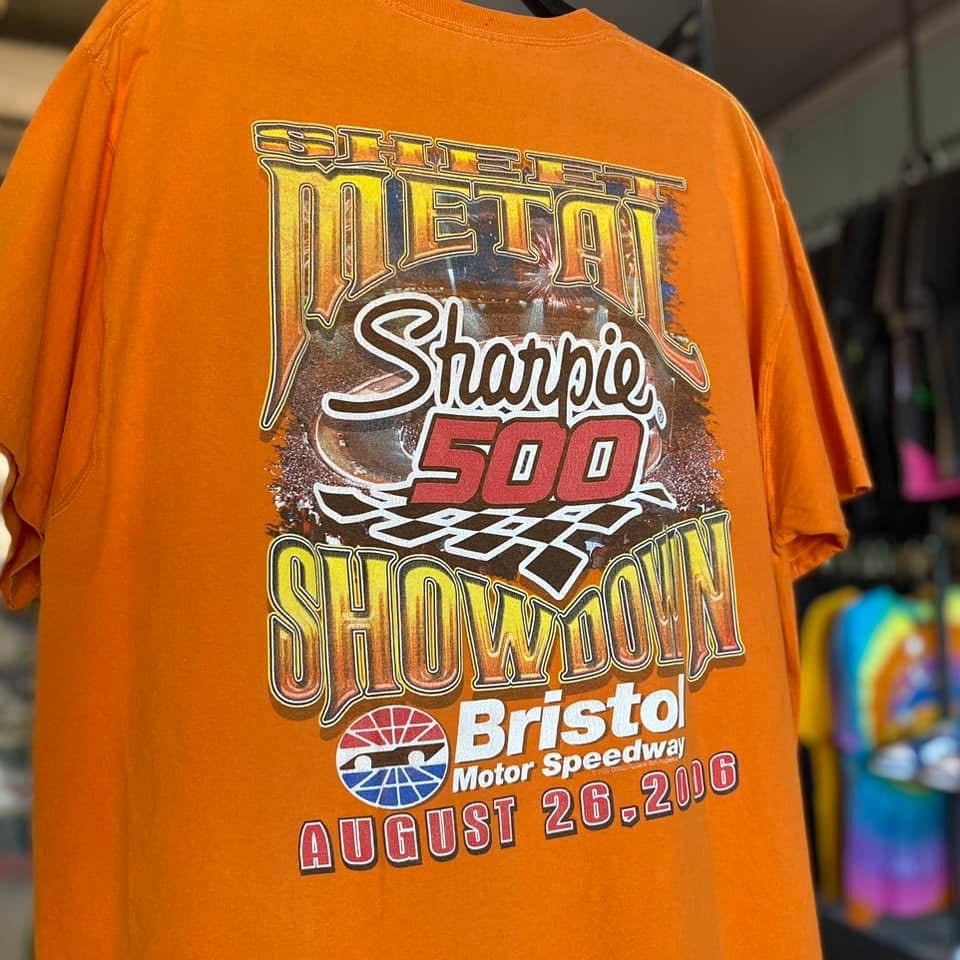 SHEET
METAL
Sharpie®
500
SHOWDOWN
Bristol
Motor Speedway
AUGUST 26, 2006